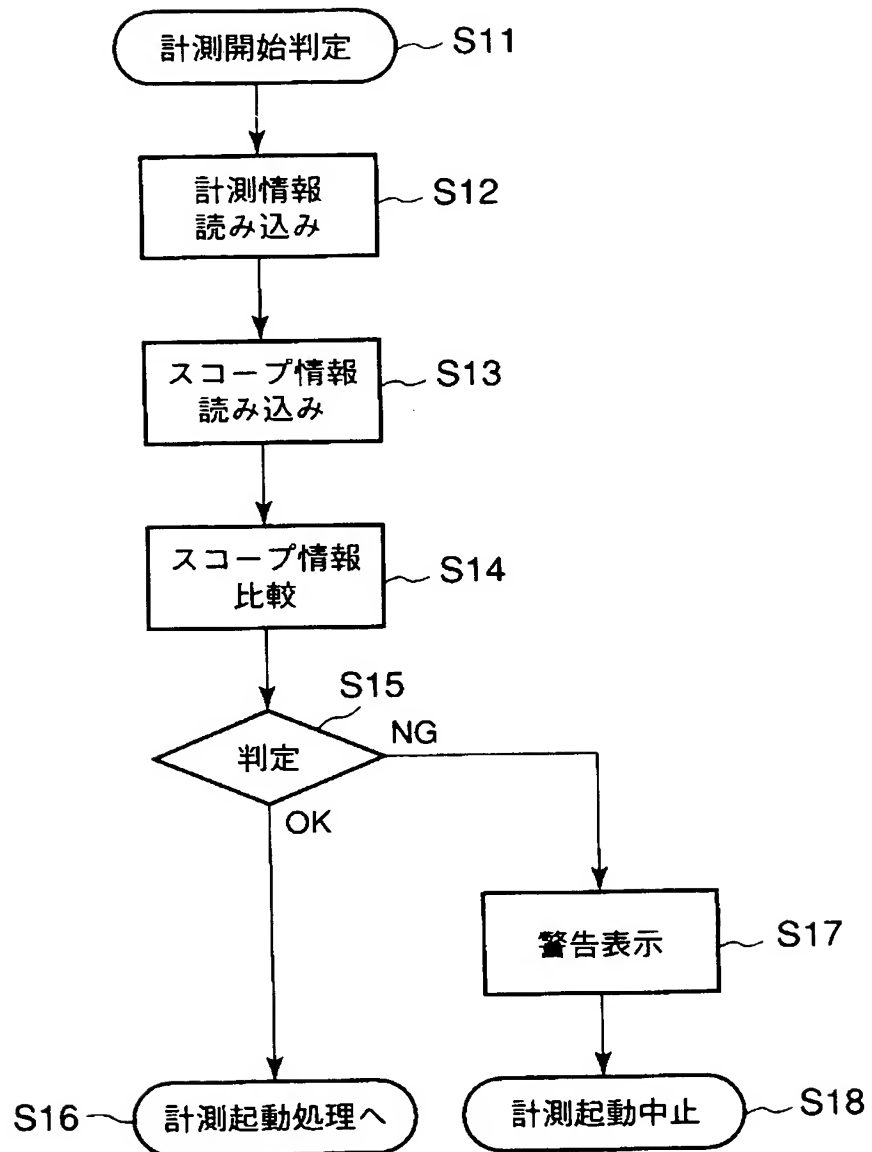 計測開始判定
S11
計測情報
読み込み
S12
スコープ情報
読み込み
S13
スコープ情報
比較
S14
S15
判定
NG
OK
警告表示
S17
S16
計測起動処理へ
計測起動中止
S18